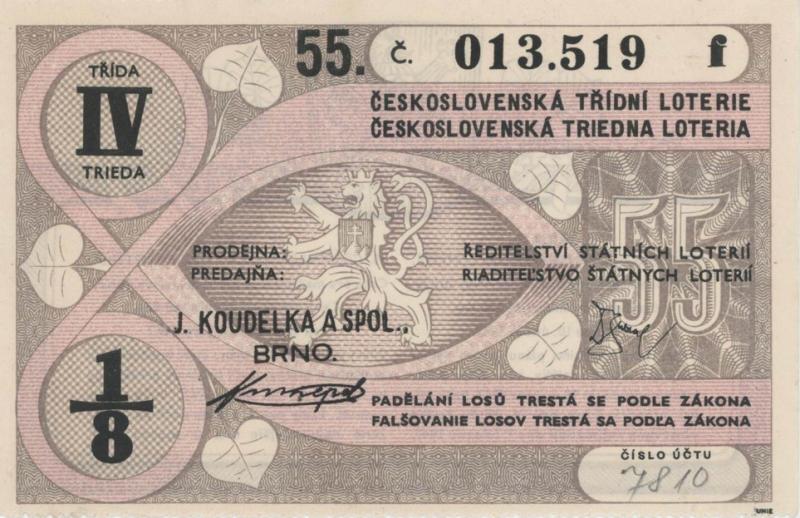 55. č. 013.519 f
TŘÍDA
IV
TRIEDA
ČESKOSLOVENSKÁ TŘÍDNÍ LOTERIE
ČESKOSLOVENSKÁ TRIEDNA LOTERIA
55
PRODEJNA:
PREDAJŇA:
ŘEDITELSTVÍ STÁTNÍCH LOTERIÍ
RIADITEĽSTVO ŠTÁTNYCH LOTERIÍ
J. KOUDELKA A SPOL.,
BRNO.
1/8
PADĚLÁNÍ LOSŮ TRESTÁ SE PODLE ZÁKONA
FALŠOVANIE LOSOV TRESTÁ SA PODĽA ZÁKONA
ČÍSLO ÚČTU
7810
UNIE